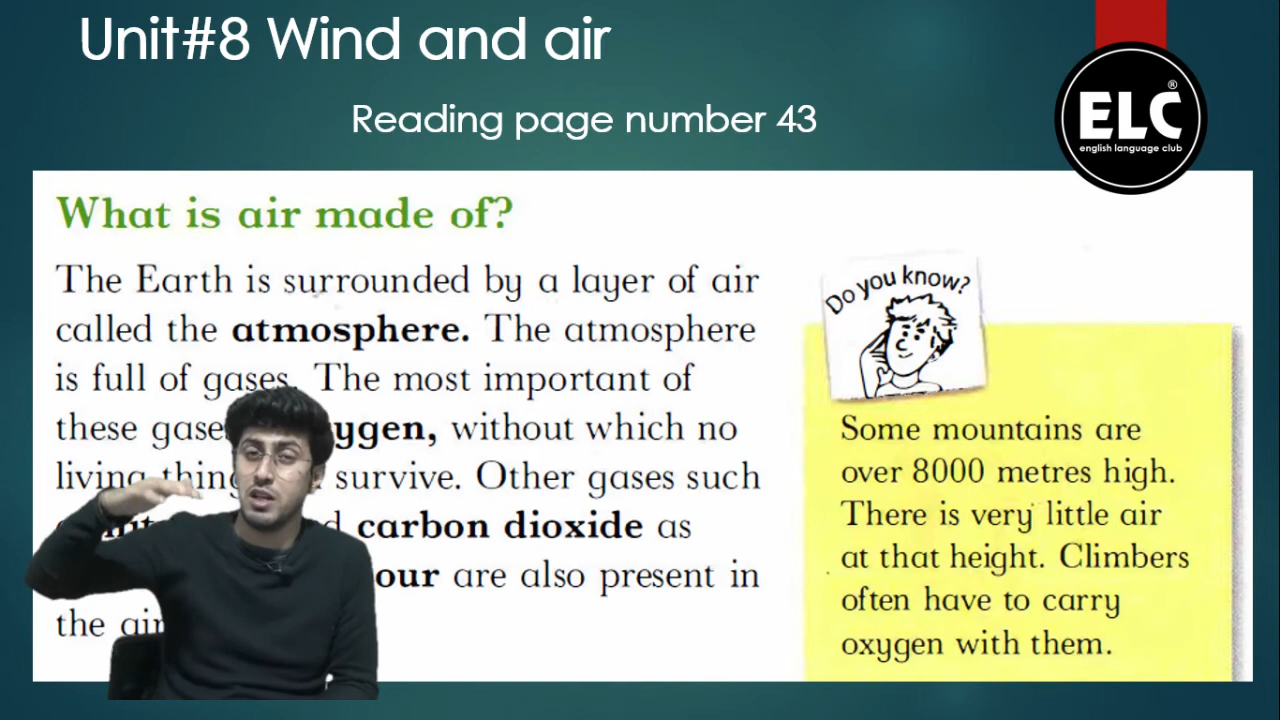 Unit#8 Wind and air
Reading page number 43
ELC®
english language club
What is air made of?
The Earth is surrounded by a layer of air
called the atmosphere. The atmosphere
is full of gases. The most important of
these ygen, without which no
living survive. Other gases such
carbon dioxide as
are also present in
the
Do you know?
Some mountains are
over 8000 metres high.
There is very little air
at that height. Climbers
often have to carry
oxygen with them.